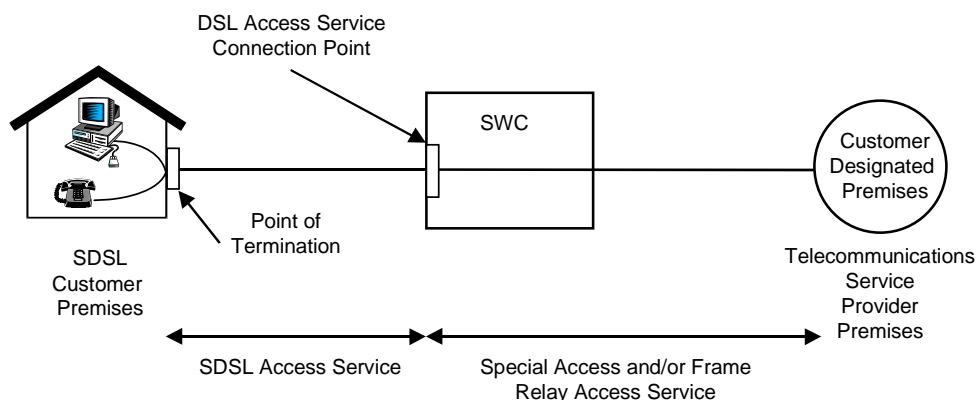 DSL Access Service
Connection Point
SWC
Customer
Designated
Premises
Point of
Termination
SDSL
Customer
Premises
Telecommunications
Service
Provider
Premises
SDSL Access Service
Special Access and/or Frame
Relay Access Service